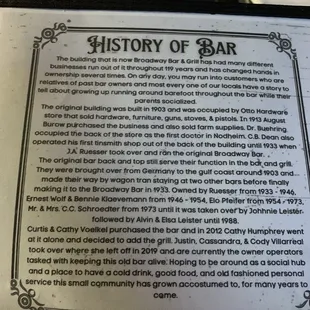 HISTORY OF BAR
The building that is now Broadway Bar & Grill has had many different
businesses run out of it throughout 119 years and has changed hands in
ownership several times. On any day, you may run into customers who are
relatives of past bar owners and most every one of our locals have a story to
tell about growing up running around barefoot throughout the bar while their
parents socialized.
The original building was built in 1903 and was occupied by Otto Hardware
store that sold hardware, furniture, guns, stoves, & pistols. In 1913 August
Burow purchased the business and also sold farm supplies. Dr. Buehring
occupied the back of the store as the first doctor in Nodheim. C.B. Dean also
operated his first tinsmith shop out of the back of the building until 1933 when
J.A. Ruesser took over and ran the original Broadway Bar.
The original bar back and top still serve their function in the bar and grill.
They were brought over from Germany to the gulf coast around 1903 and
made their way by wagon train staying at two other bars before finally
making it to the Broadway Bar in 1933. Owned by Ruesser from 1933 - 1946,
Ernest Wolf & Bennie Klaevemann from 1946 - 1954, Elo Pfeifer from 1954 - 1973,
Mr. & Mrs. C.C. Schroedter from 1973 until it was taken over by Johnnie Leister
followed by Alvin & Elsa Leister until 1988.
Curtis & Cathy Voelkel purchased the bar and in 2012 Cathy Humphrey went
at it alone and decided to add the grill. Justin, Cassandra, & Cody Villarreal
took over where she left off in 2019 and are currently the owner operators
tasked with keeping this old bar alive. Hoping to be around as a social hub
and a place to have a cold drink, good food, and old fashioned personal
service this small community has grown accustomed to, for many years to
come.